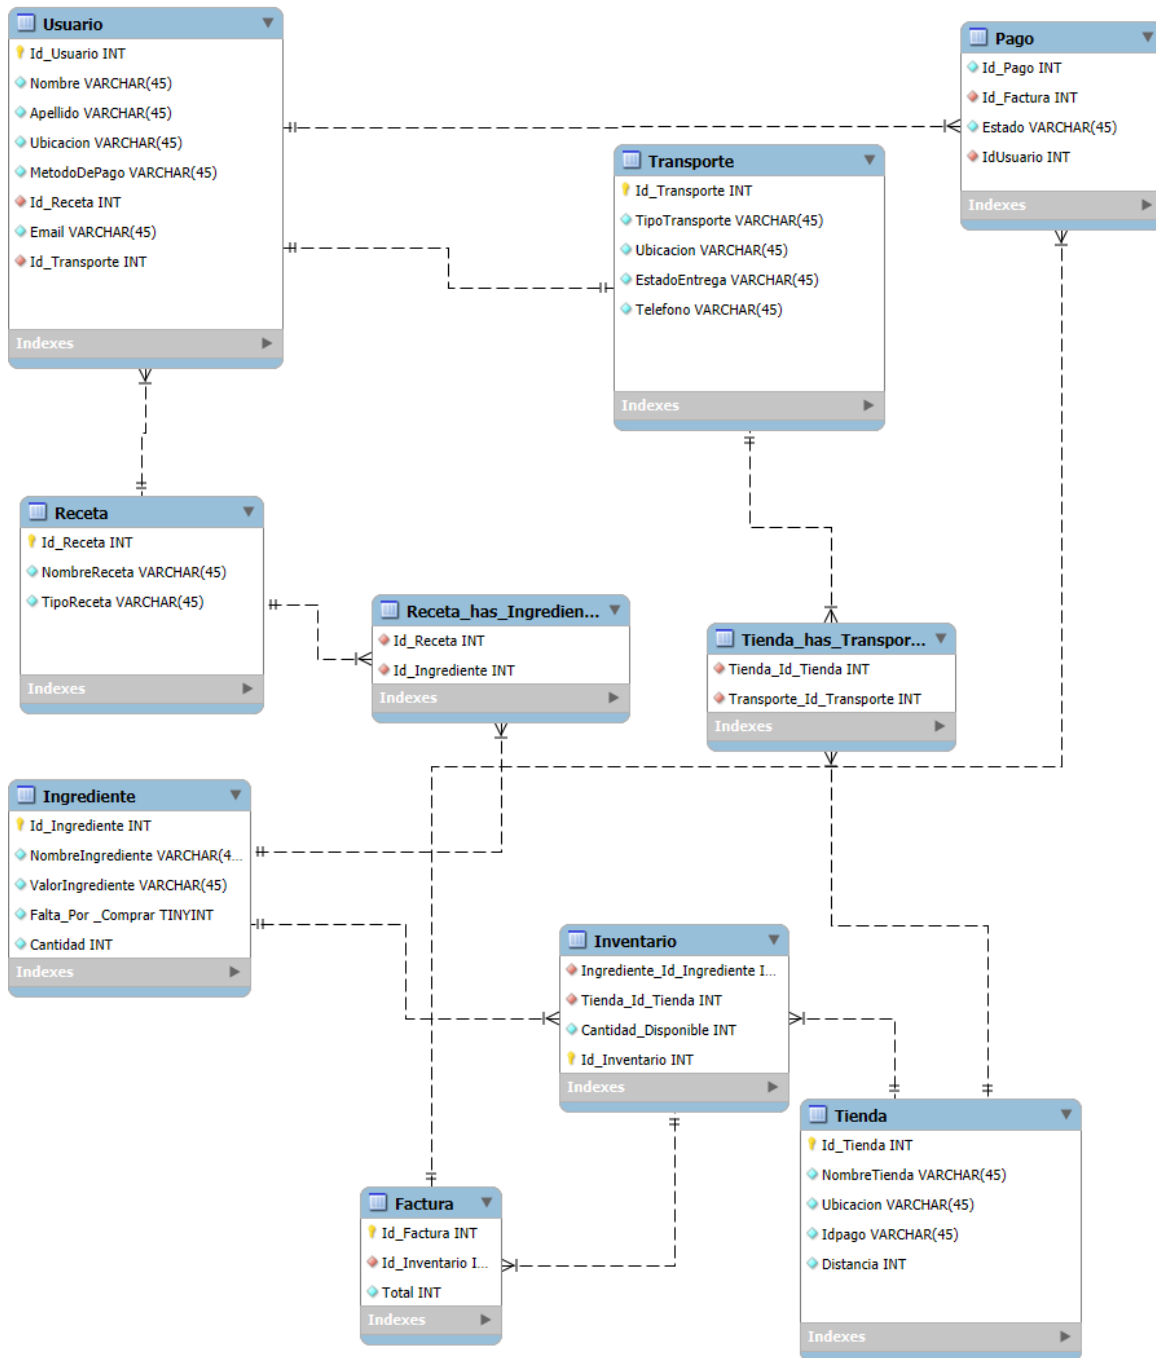 Usuario
Id_Usuario INT
Nombre VARCHAR(45)
Apellido VARCHAR(45)
Ubicacion VARCHAR(45)
MetodoDePago VARCHAR(45)
Id_Receta INT
Email VARCHAR(45)
Id_Transporte INT
Indexes
Pago
Id_Pago INT
Id_Factura INT
Estado VARCHAR(45)
IdUsuario INT
Indexes
Transporte
Id_Transporte INT
TipoTransporte VARCHAR(45)
Ubicacion VARCHAR(45)
EstadoEntrega VARCHAR(45)
Telefono VARCHAR(45)
Indexes
Receta
Id_Receta INT
NombreReceta VARCHAR(45)
TipoReceta VARCHAR(45)
Indexes
Receta_has_Ingredien...
Id_Receta INT
Id_Ingrediente INT
Indexes
Tienda_has_Transpor...
Tienda_Id_Tienda INT
Transporte_Id_Transporte INT
Indexes
Ingrediente
Id_Ingrediente INT
NombreIngrediente VARCHAR(4...
ValorIngrediente VARCHAR(45)
Falta_Por _Comprar TINYINT
Cantidad INT
Indexes
Inventario
Ingrediente_Id_Ingrediente I...
Tienda_Id_Tienda INT
Cantidad_Disponible INT
Id_Inventario INT
Indexes
Tienda
Id_Tienda INT
NombreTienda VARCHAR(45)
Ubicacion VARCHAR(45)
Idpago VARCHAR(45)
Distancia INT
Indexes
Factura
Id_Factura INT
Id_Inventario I...
Total INT
Indexes